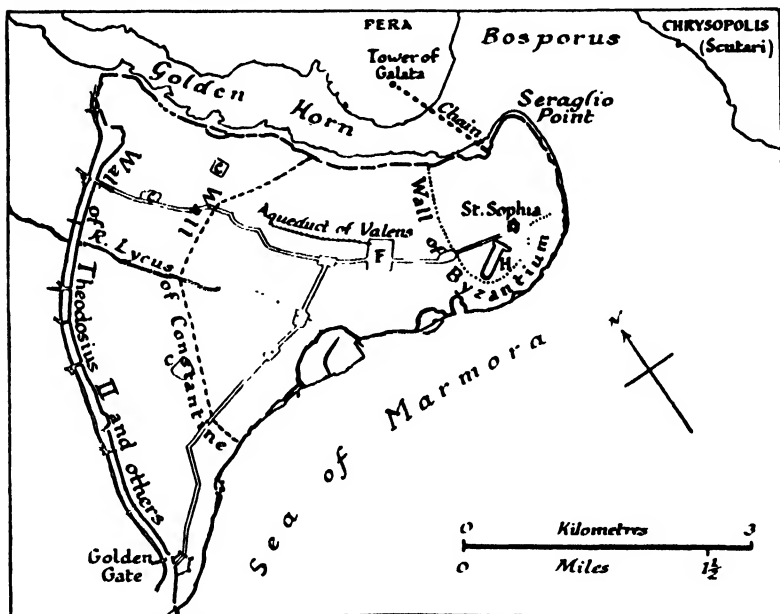 PERA
Bosporus
CHRYSOPOLIS
(Scutari)
Tower of
Galata
Golden
Horn
Chain
Seraglio
Point
Wall
of R. Lycus
Theodosius II and others
C
C
Wall
of Constantine
C
Aqueduct of Valens
F
Wall of Byzantium
St. Sophia
H
Sea of Marmora
N
Golden
Gate
0 Kilometres 3
0 Miles 1½